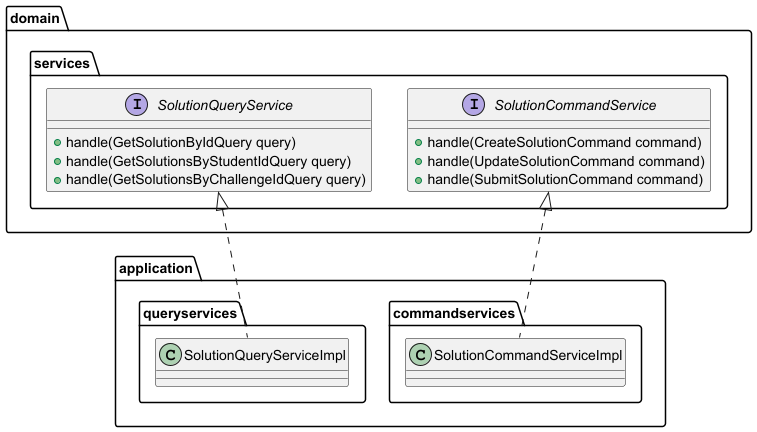 domain
services
I SolutionQueryService
handle(GetSolutionByIdQuery query)
handle(GetSolutionsByStudentIdQuery query)
handle(GetSolutionsByChallengeIdQuery query)
I SolutionCommandService
handle(CreateSolutionCommand command)
handle(UpdateSolutionCommand command)
handle(SubmitSolutionCommand command)
application
queryservices
C SolutionQueryServiceImpl
commandservices
C SolutionCommandServiceImpl